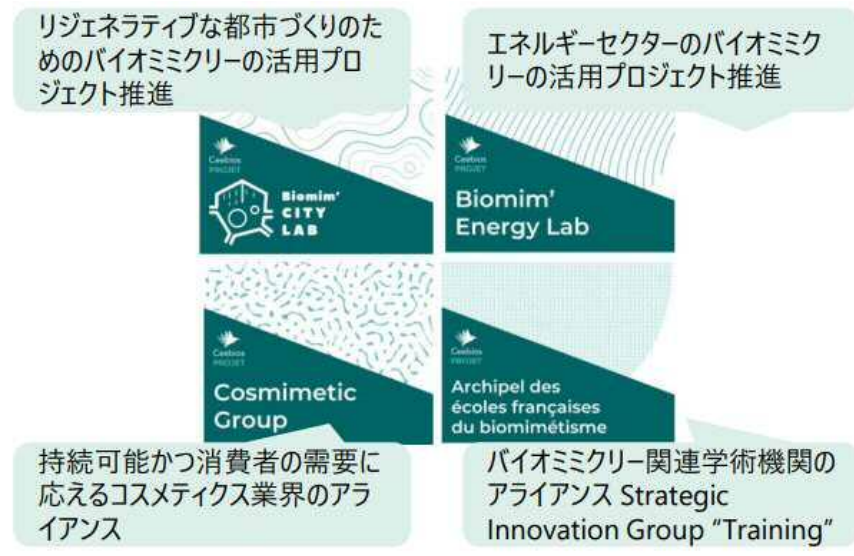 リジェネラティブな都市づくりのた
めのバイオミミクリーの活用プロ
ジェクト推進
エネルギーセクターのバイオミミク
リーの活用プロジェクト推進
Ceebios
PROJET
Biomim'
CITY
LAB
Ceebios
PROJET
Biomim'
Energy Lab
Ceebios
PROJET
Cosmimetic
Group
Ceebios
PROJET
Archipel des
écoles françaises
du biomimétisme
持続可能かつ消費者の需要に
応えるコスメティクス業界のアラ
イアンス
バイオミミクリー関連学術機関の
アライアンス Strategic
Innovation Group “Training”